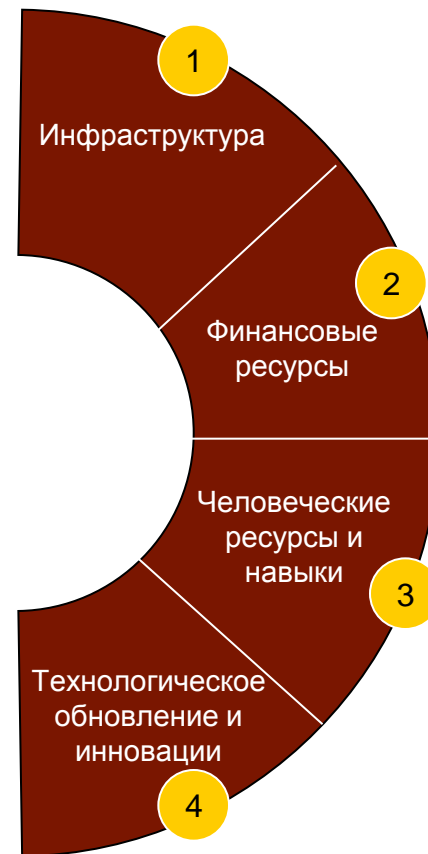 1
Инфраструктура
2
Финансовые
ресурсы
Человеческие
ресурсы и
навыки
3
Технологическое
обновление и
инновации
4